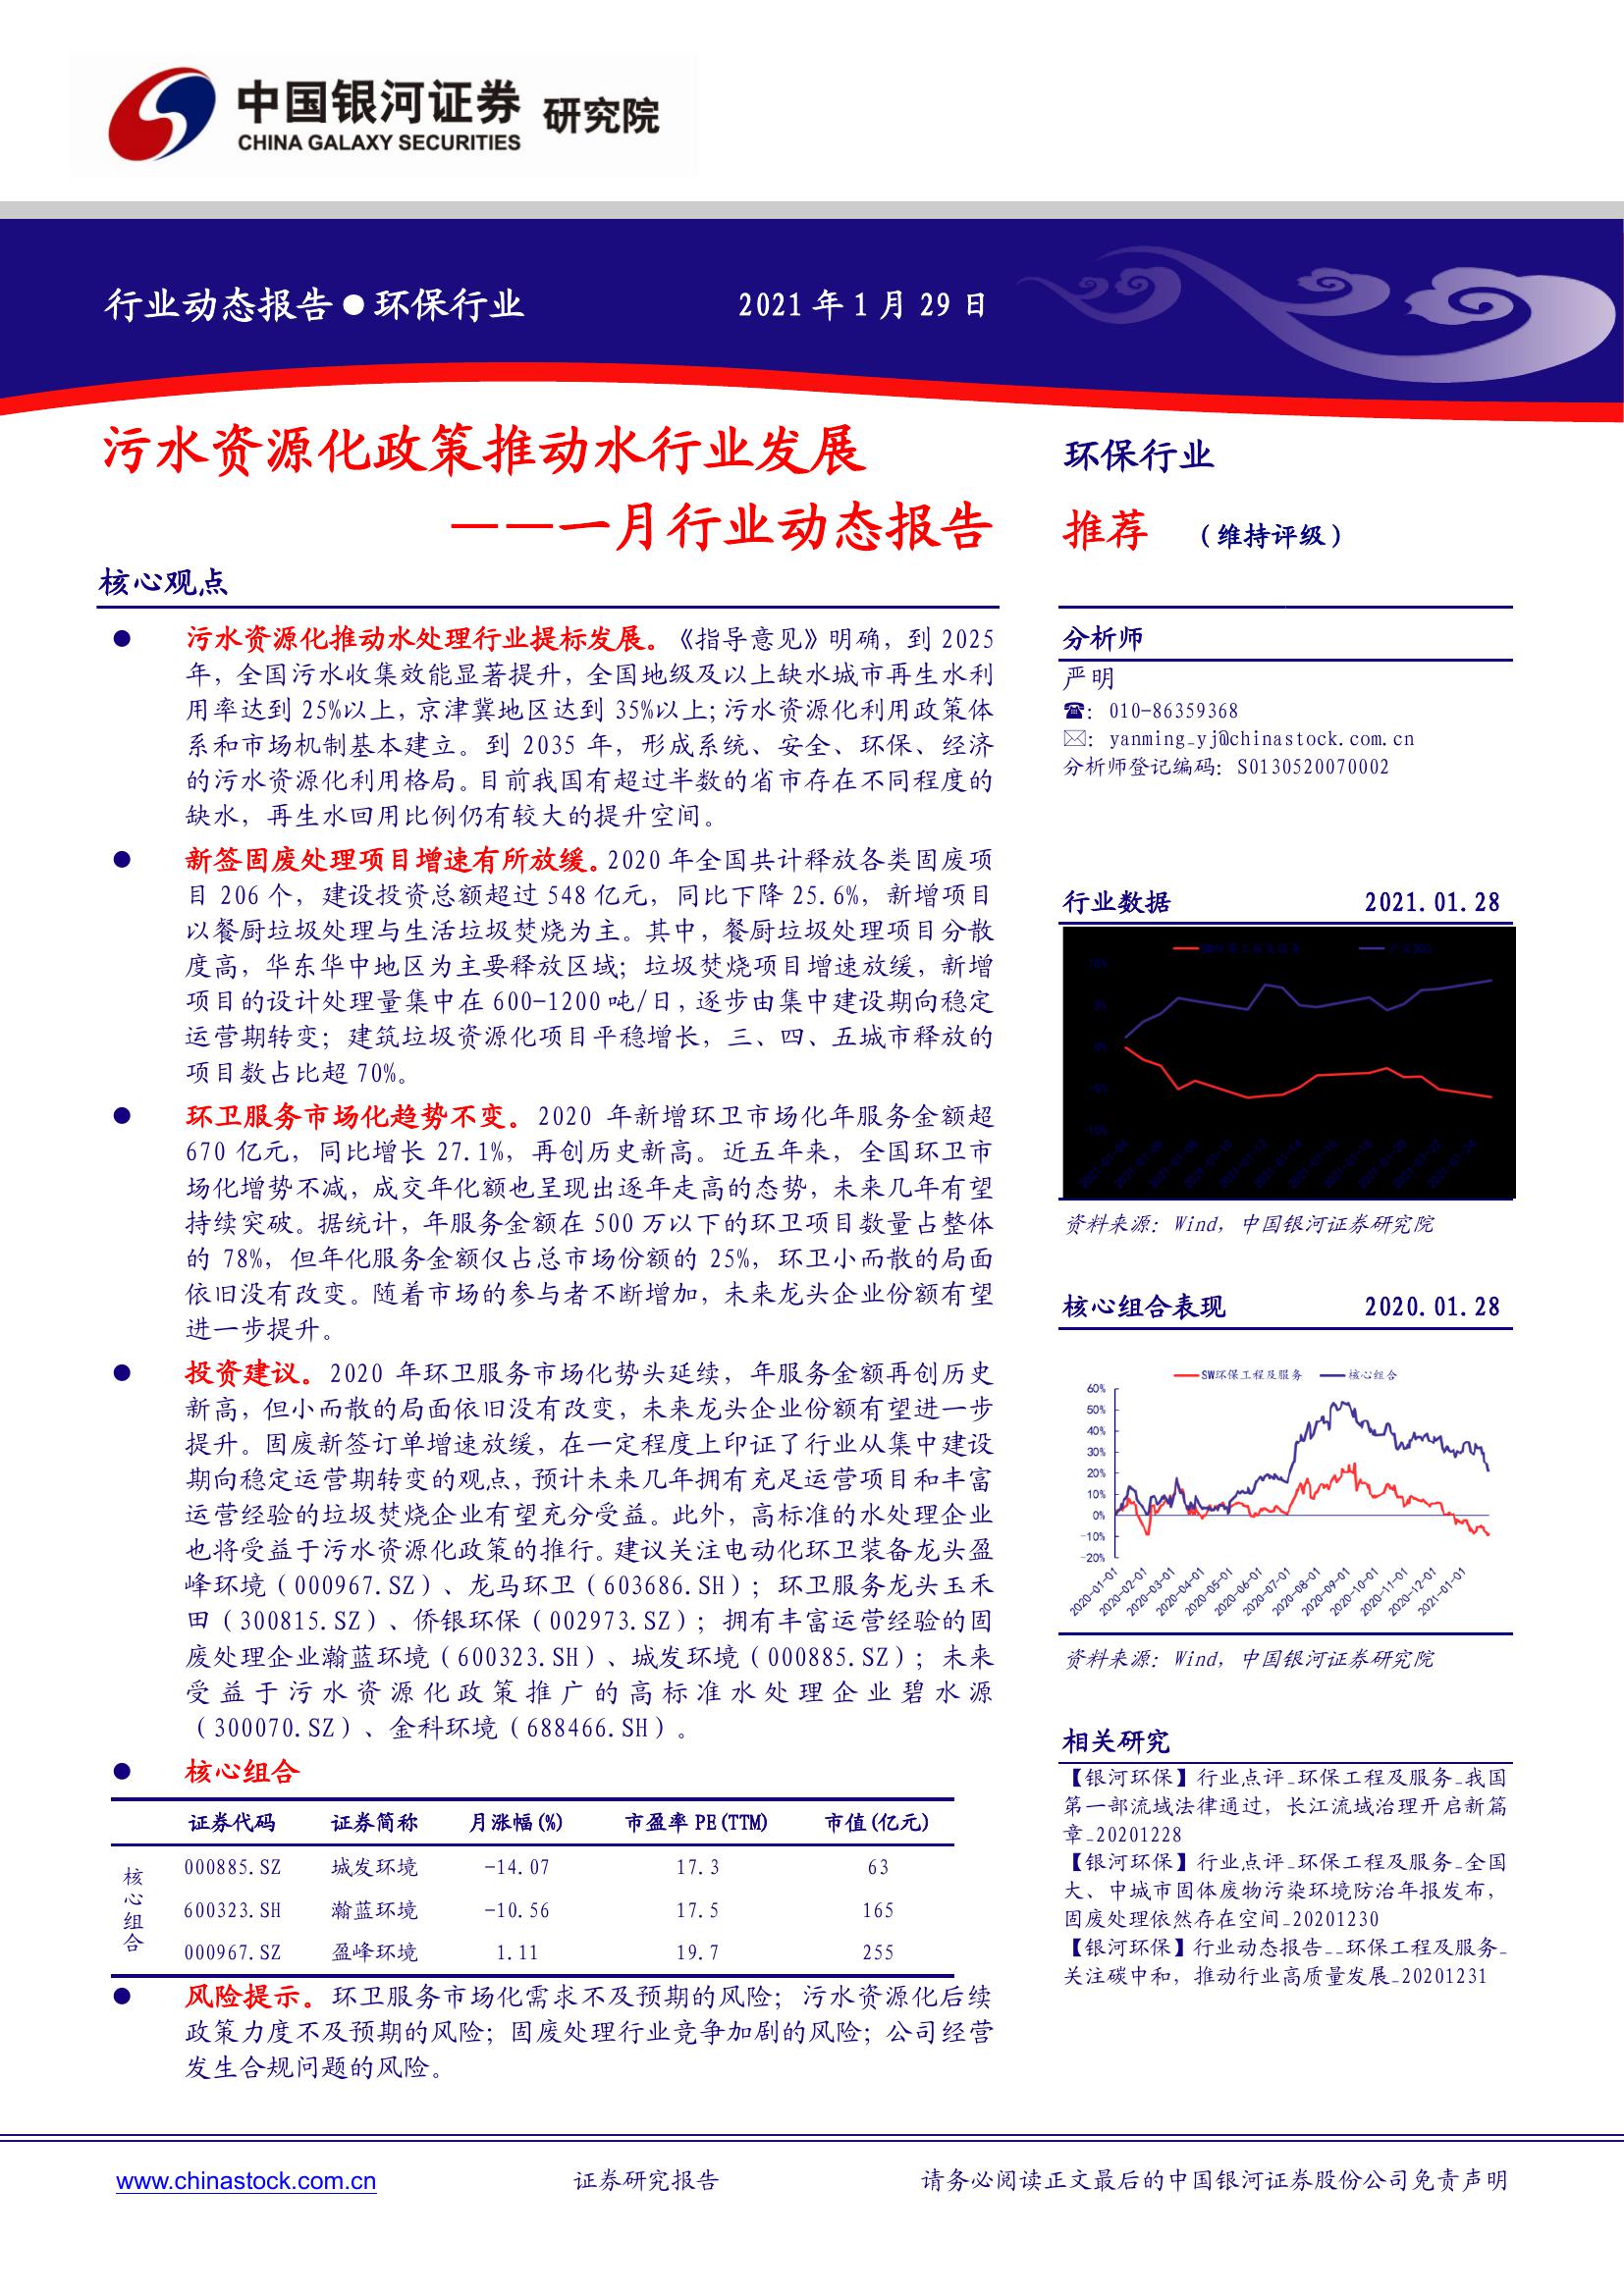 中国银河证券 研究院
CHINA GALAXY SECURITIES
行业动态报告●环保行业
2021 年 1 月 29 日
污水资源化政策推动水行业发展
——一月行业动态报告
核心观点
● 污水资源化推动水处理行业提标发展。《指导意见》明确，到 2025
年，全国污水收集效能显著提升，全国地级及以上缺水城市再生水利
用率达到 25%以上，京津冀地区达到 35%以上；污水资源化利用政策体
系和市场机制基本建立。到 2035 年，形成系统、安全、环保、经济
的污水资源化利用格局。目前我国有超过半数的省市存在不同程度的
缺水，再生水回用比例仍有较大的提升空间。
● 新签固废处理项目增速有所放缓。2020 年全国共计释放各类固废项
目 206 个，建设投资总额超过 548 亿元，同比下降 25.6%，新增项目
以餐厨垃圾处理与生活垃圾焚烧为主。其中，餐厨垃圾处理项目分散
度高，华东华中地区为主要释放区域；垃圾焚烧项目增速放缓，新增
项目的设计处理量集中在 600-1200 吨/日，逐步由集中建设期向稳定
运营期转变；建筑垃圾资源化项目平稳增长，三、四、五城市释放的
项目数占比超 70%。
● 环卫服务市场化趋势不变。2020 年新增环卫市场化年服务金额超
670 亿元，同比增长 27.1%，再创历史新高。近五年来，全国环卫市
场化增势不减，成交年化额也呈现出逐年走高的态势，未来几年有望
持续突破。据统计，年服务金额在 500 万以下的环卫项目数量占整体
的 78%，但年化服务金额仅占总市场份额的 25%，环卫小而散的局面
依旧没有改变。随着市场的参与者不断增加，未来龙头企业份额有望
进一步提升。
● 投资建议。2020 年环卫服务市场化势头延续，年服务金额再创历史
新高，但小而散的局面依旧没有改变，未来龙头企业份额有望进一步
提升。固废新签订单增速放缓，在一定程度上印证了行业从集中建设
期向稳定运营期转变的观点，预计未来几年拥有充足运营项目和丰富
运营经验的垃圾焚烧企业有望充分受益。此外，高标准的水处理企业
也将受益于污水资源化政策的推行。建议关注电动化环卫装备龙头盈
峰环境（000967.SZ）、龙马环卫（603686.SH）；环卫服务龙头玉禾
田（300815.SZ）、侨银环保（002973.SZ）；拥有丰富运营经验的固
废处理企业瀚蓝环境（600323.SH）、城发环境（000885.SZ）；未来
受益于污水资源化政策推广的高标准水处理企业碧水源
（300070.SZ）、金科环境（688466.SH）。
● 核心组合
证券代码 证券简称 月涨幅(%) 市盈率 PE(TTM) 市值(亿元)
核心组合
000885.SZ 城发环境 -14.07 17.3 63
600323.SH 瀚蓝环境 -10.56 17.5 165
000967.SZ 盈峰环境 1.11 19.7 255
● 风险提示。环卫服务市场化需求不及预期的风险；污水资源化后续
政策力度不及预期的风险；固废处理行业竞争加剧的风险；公司经营
发生合规问题的风险。
环保行业
推荐 （维持评级）
分析师
严明
☎：010-86359368
✉：yanming_yj@chinastock.com.cn
分析师登记编码：S0130520070002
行业数据 2021.01.28
资料来源：Wind，中国银河证券研究院
核心组合表现 2020.01.28
SW环保工程及服务 核心组合
60%
50%
40%
30%
20%
10%
0%
-10%
-20%
2020-01-01
2020-02-01
2020-03-01
2020-04-01
2020-05-01
2020-06-01
2020-07-01
2020-08-01
2020-09-01
2020-10-01
2020-11-01
2020-12-01
2021-01-01
资料来源：Wind，中国银河证券研究院
相关研究
【银河环保】行业点评_环保工程及服务_我国
第一部流域法律通过，长江流域治理开启新篇
章_20201228
【银河环保】行业点评_环保工程及服务_全国
大、中城市固体废物污染环境防治年报发布，
固废处理依然存在空间_20201230
【银河环保】行业动态报告__环保工程及服务_
关注碳中和，推动行业高质量发展_20201231
www.chinastock.com.cn
证券研究报告
请务必阅读正文最后的中国银河证券股份公司免责声明